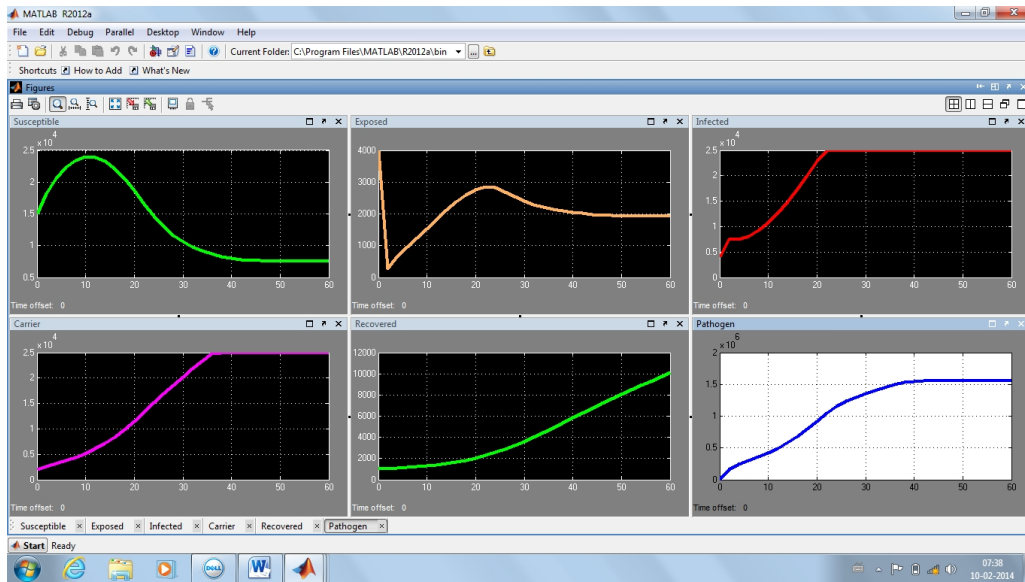 MATLAB R2012a
File Edit Debug Parallel Desktop Window Help
Current Folder: C:\Program Files\MATLAB\R2012a\bin ...
Shortcuts How to Add What's New
Figures
Susceptible
×10^4
2.5
2
1.5
1
0.5
0 10 20 30 40 50 60
Time offset: 0
Exposed
4000
3000
2000
1000
0
0 10 20 30 40 50 60
Time offset: 0
Infected
×10^4
2.5
2
1.5
1
0.5
0
0 10 20 30 40 50 60
Time offset: 0
Carrier
×10^4
2.5
2
1.5
1
0.5
0
0 10 20 30 40 50 60
Time offset: 0
Recovered
12000
10000
8000
6000
4000
2000
0
0 10 20 30 40 50 60
Time offset: 0
Pathogen
×10^6
2
1.5
1
0.5
0
0 10 20 30 40 50 60
Time offset: 0
Susceptible Exposed Infected Carrier Recovered Pathogen
Start Ready
DELL W 07:38
10-02-2014